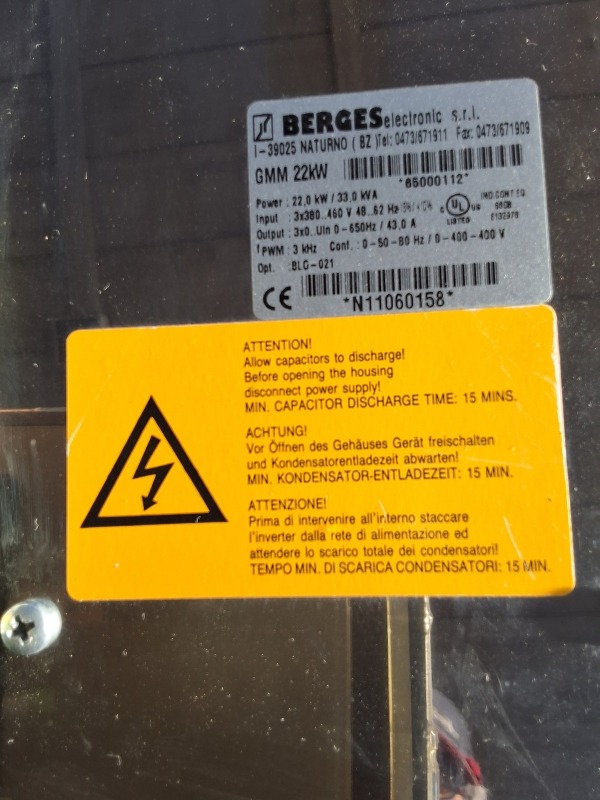 BERGES electronic s.r.l.
I-39025 NATURNO (BZ) Tel: 0473/671911 Fax: 0473/671909
GMM 22kW
*65000112*
Power : 22,0 kW / 33,0 kVA
Input : 3x380..460 V 48..62 Hz
Output : 3x0..Uin 0-650Hz / 43,0 A
fPWM : 3 kHz Conf. : 0-50-80 Hz / 0-400-400 V
Opt. : BLG-021
c UL us
LISTED
IND.CONT.EQ.
CE
*N11060158*
ATTENTION!
Allow capacitors to discharge!
Before opening the housing
disconnect power supply!
MIN. CAPACITOR DISCHARGE TIME: 15 MINS.
ACHTUNG!
Vor Öffnen des Gehäuses Gerät freischalten
und Kondensatorentladezeit abwarten!
MIN. KONDENSATOR-ENTLADEZEIT: 15 MIN.
ATTENZIONE!
Prima di intervenire all'interno staccare
l'inverter dalla rete di alimentazione ed
attendere lo scarico totale dei condensatori!
TEMPO MIN. DI SCARICA CONDENSATORI: 15 MIN.